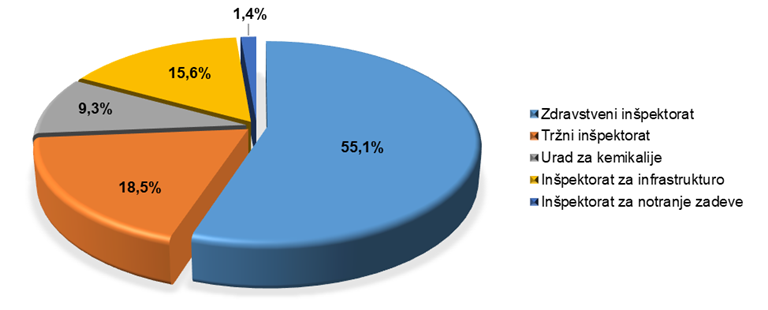 1,4%
15,6%
9,3%
55,1%
18,5%
Zdravstveni inšpektorat
Tržni inšpektorat
Urad za kemikalije
Inšpektorat za infrastrukturo
Inšpektorat za notranje zadeve